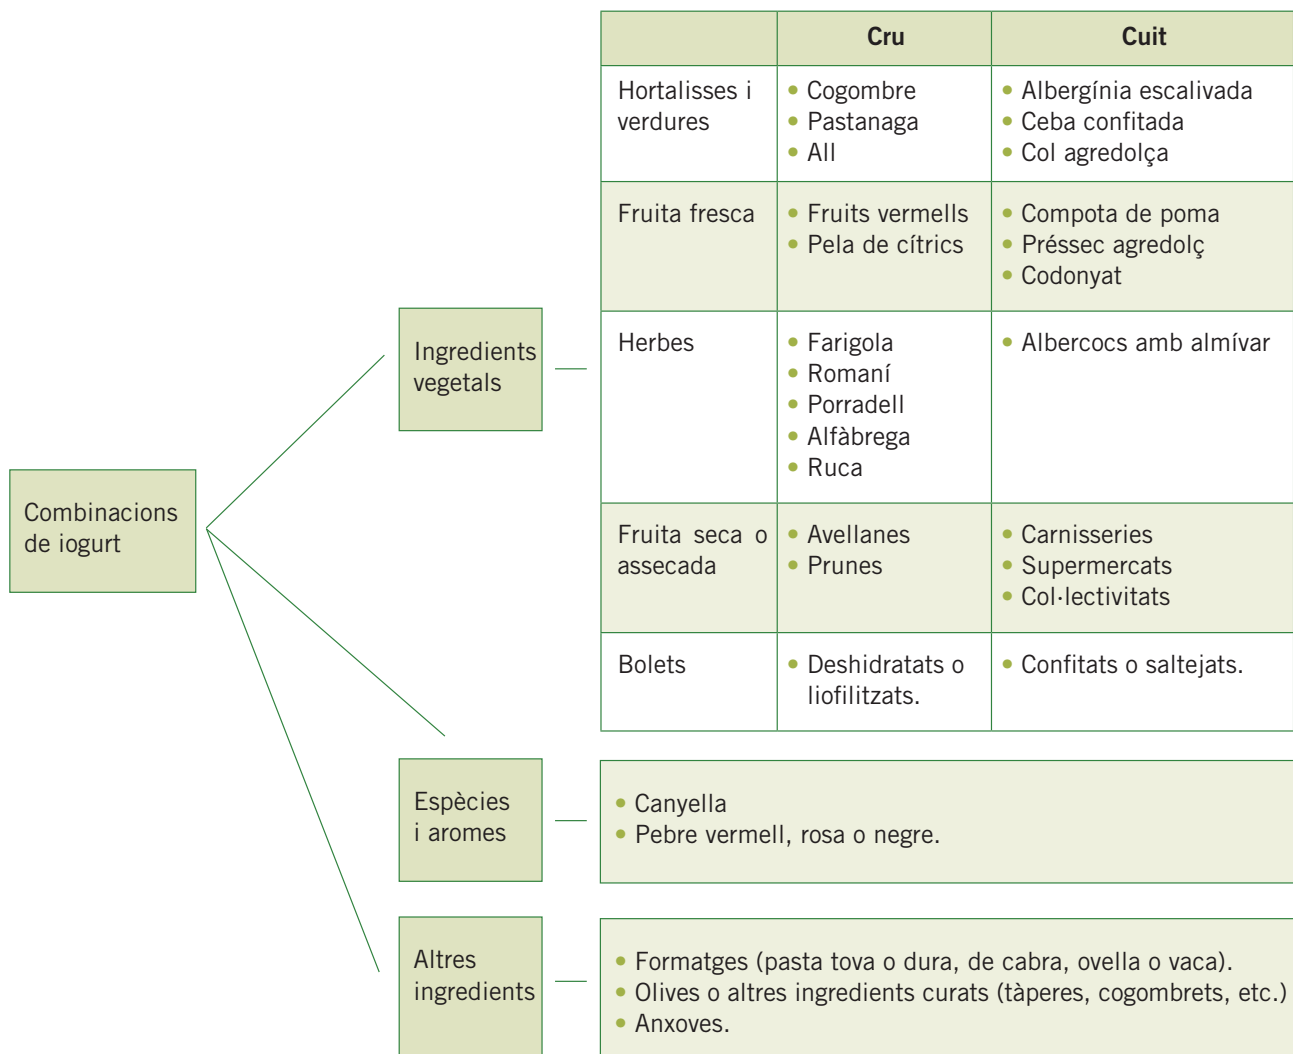 Cru
Cuit
Hortalisses i
verdures
• Cogombre
• Pastanaga
• All
• Albergínia escalivada
• Ceba confitada
• Col agredolça
Fruita fresca
• Fruits vermells
• Pela de cítrics
• Compota de poma
• Préssec agredolç
• Codonyat
Herbes
• Farigola
• Romaní
• Porradell
• Alfàbrega
• Ruca
• Albercocs amb almívar
Fruita seca o
assecada
• Avellanes
• Prunes
• Carnisseries
• Supermercats
• Col·lectivitats
Bolets
• Deshidratats o
liofilitzats.
• Confitats o saltejats.
Ingredients
vegetals
Combinacions
de iogurt
Espècies
i aromes
• Canyella
• Pebre vermell, rosa o negre.
Altres
ingredients
• Formatges (pasta tova o dura, de cabra, ovella o vaca).
• Olives o altres ingredients curats (tàperes, cogombrets, etc.)
• Anxoves.